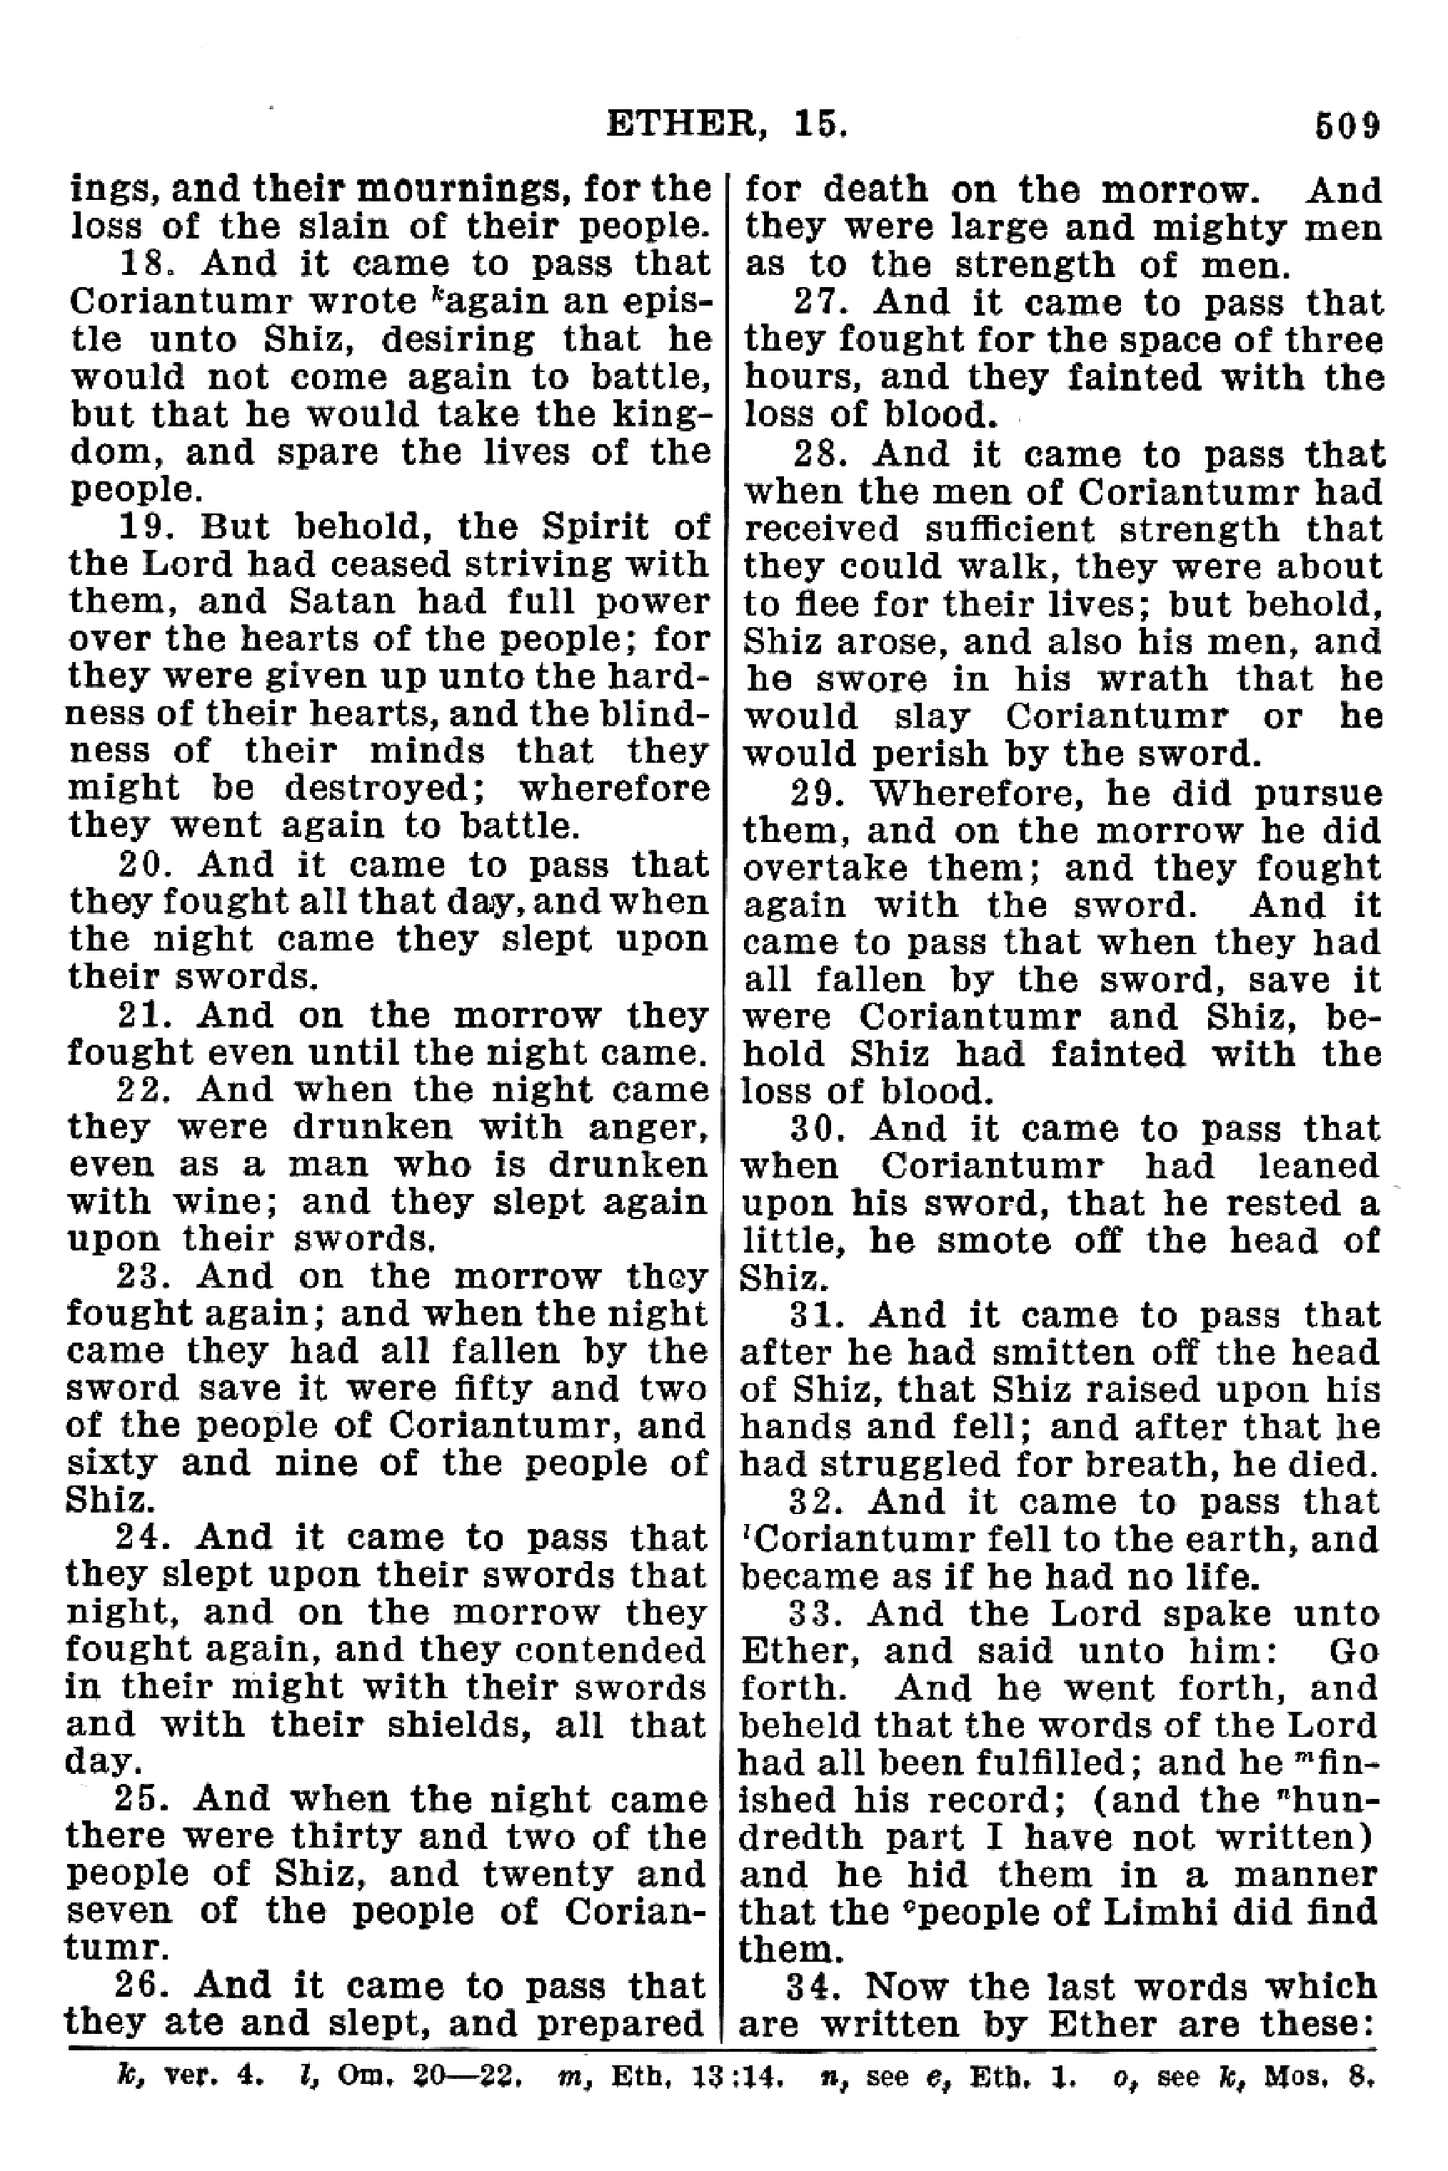 ETHER, 15.
509
ings, and their mournings, for the
loss of the slain of their people.
18. And it came to pass that
Coriantumr wrote kagain an epis-
tle unto Shiz, desiring that he
would not come again to battle,
but that he would take the king-
dom, and spare the lives of the
people.
19. But behold, the Spirit of
the Lord had ceased striving with
them, and Satan had full power
over the hearts of the people; for
they were given up unto the hard-
ness of their hearts, and the blind-
ness of their minds that they
might be destroyed; wherefore
they went again to battle.
20. And it came to pass that
they fought all that day, and when
the night came they slept upon
their swords.
21. And on the morrow they
fought even until the night came.
22. And when the night came
they were drunken with anger,
even as a man who is drunken
with wine; and they slept again
upon their swords.
23. And on the morrow they
fought again; and when the night
came they had all fallen by the
sword save it were fifty and two
of the people of Coriantumr, and
sixty and nine of the people of
Shiz.
24. And it came to pass that
they slept upon their swords that
night, and on the morrow they
fought again, and they contended
in their might with their swords
and with their shields, all that
day.
25. And when the night came
there were thirty and two of the
people of Shiz, and twenty and
seven of the people of Corian-
tumr.
26. And it came to pass that
they ate and slept, and prepared
for death on the morrow. And
they were large and mighty men
as to the strength of men.
27. And it came to pass that
they fought for the space of three
hours, and they fainted with the
loss of blood.
28. And it came to pass that
when the men of Coriantumr had
received sufficient strength that
they could walk, they were about
to flee for their lives; but behold,
Shiz arose, and also his men, and
he swore in his wrath that he
would slay Coriantumr or he
would perish by the sword.
29. Wherefore, he did pursue
them, and on the morrow he did
overtake them; and they fought
again with the sword. And it
came to pass that when they had
all fallen by the sword, save it
were Coriantumr and Shiz, be-
hold Shiz had fainted with the
loss of blood.
30. And it came to pass that
when Coriantumr had leaned
upon his sword, that he rested a
little, he smote off the head of
Shiz.
31. And it came to pass that
after he had smitten off the head
of Shiz, that Shiz raised upon his
hands and fell; and after that he
had struggled for breath, he died.
32. And it came to pass that
lCoriantumr fell to the earth, and
became as if he had no life.
33. And the Lord spake unto
Ether, and said unto him: Go
forth. And he went forth, and
beheld that the words of the Lord
had all been fulfilled; and he mfin-
ished his record; (and the nhun-
dredth part I have not written)
and he hid them in a manner
that the opeople of Limhi did find
them.
34. Now the last words which
are written by Ether are these:
k, ver. 4. l, Om. 20—22. m, Eth. 13:14. n, see e, Eth. 1. o, see k, Mos. 8.